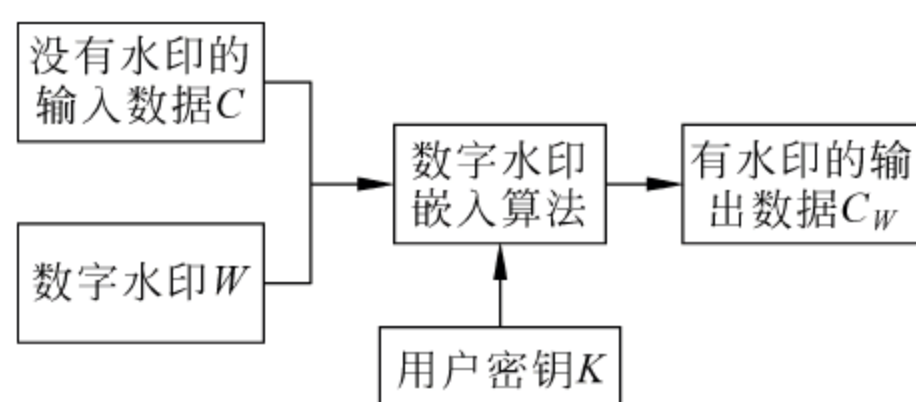 没有水印的
输入数据C
数字水印W
数字水印
嵌入算法
有水印的输
出数据C_W
用户密钥K